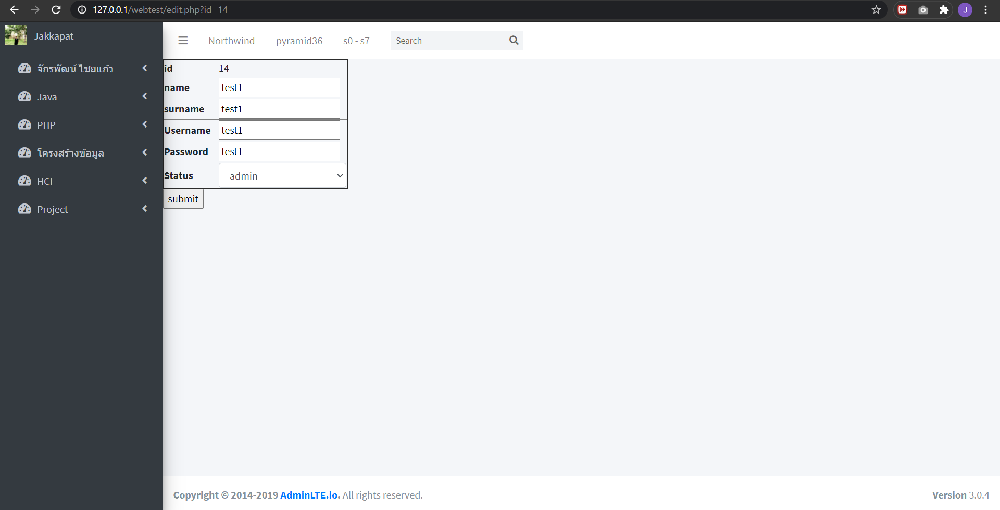 127.0.0.1/webtest/edit.php?id=14
J
Jakkapat
Northwind pyramid36 s0 - s7 Search
จักรพัฒน์ ไชยแก้ว
Java
PHP
โครงสร้างข้อมูล
HCI
Project
id 14
name test1
surname test1
Username test1
Password test1
Status admin
submit
Copyright © 2014-2019 AdminLTE.io. All rights reserved.
Version 3.0.4